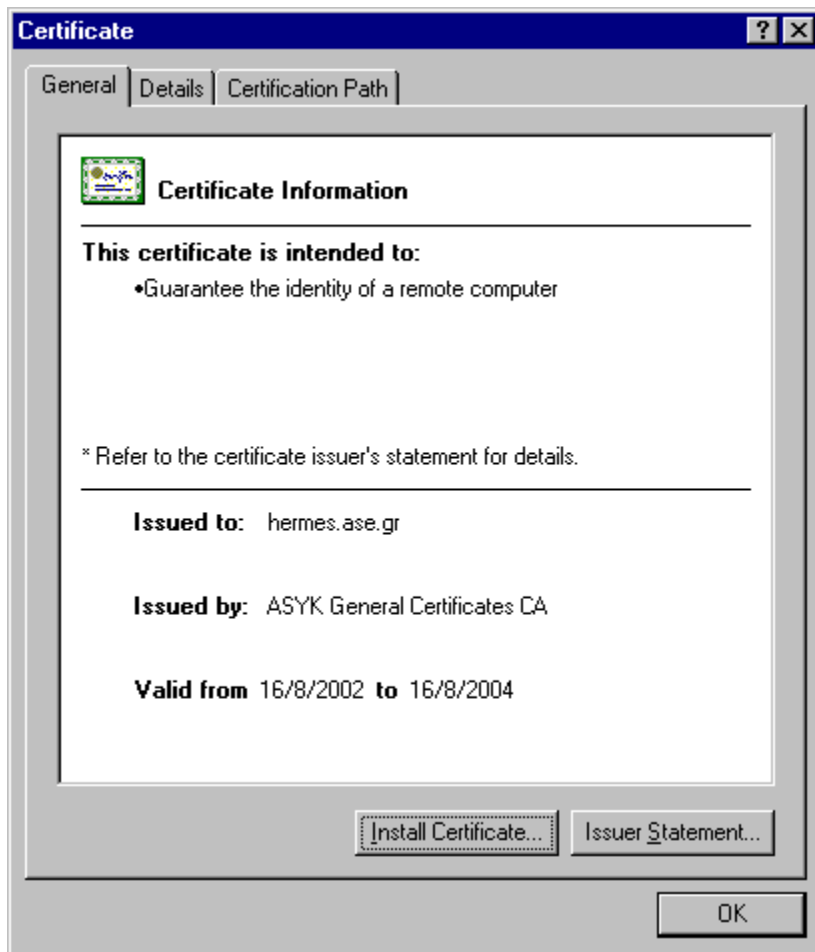 Certificate
General Details Certification Path
Certificate Information
This certificate is intended to:
•Guarantee the identity of a remote computer
* Refer to the certificate issuer's statement for details.
Issued to: hermes.ase.gr
Issued by: ASYK General Certificates CA
Valid from 16/8/2002 to 16/8/2004
Install Certificate... Issuer Statement...
OK